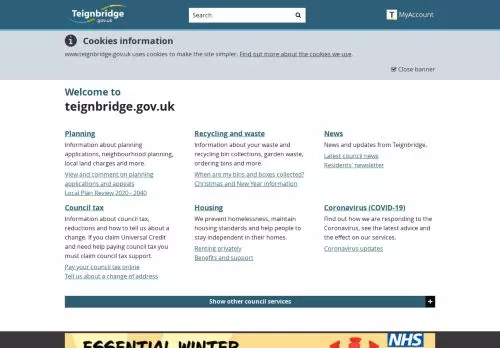 Teignbridge
.gov.uk
Search
T MyAccount
Cookies information
www.teignbridge.gov.uk uses cookies to make the site simpler. Find out more about the cookies we use.
Close banner
Welcome to
teignbridge.gov.uk
Planning
Information about planning
applications, neighbourhood planning,
local land charges and more.
View and comment on planning
applications and appeals
Local Plan Review 2020 - 2040
Recycling and waste
Information about your waste and
recycling bin collections, garden waste,
ordering bins and more.
When are my bins and boxes collected?
Christmas and New Year information
News
News and updates from Teignbridge.
Latest council news
Residents' newsletter
Council tax
Information about council tax,
reductions and how to tell us about a
change. If you claim Universal Credit
and need help paying council tax you
must claim council tax support.
Pay your council tax online
Tell us about a change of address
Housing
We prevent homelessness, maintain
housing standards and help people to
stay independent in their homes.
Renting privately
Benefits and support
Coronavirus (COVID-19)
Find out how we are responding to the
Coronavirus, see the latest advice and
the effect on our services.
Coronavirus updates
Show other council services
ESSENTIAL WINTER
NHS